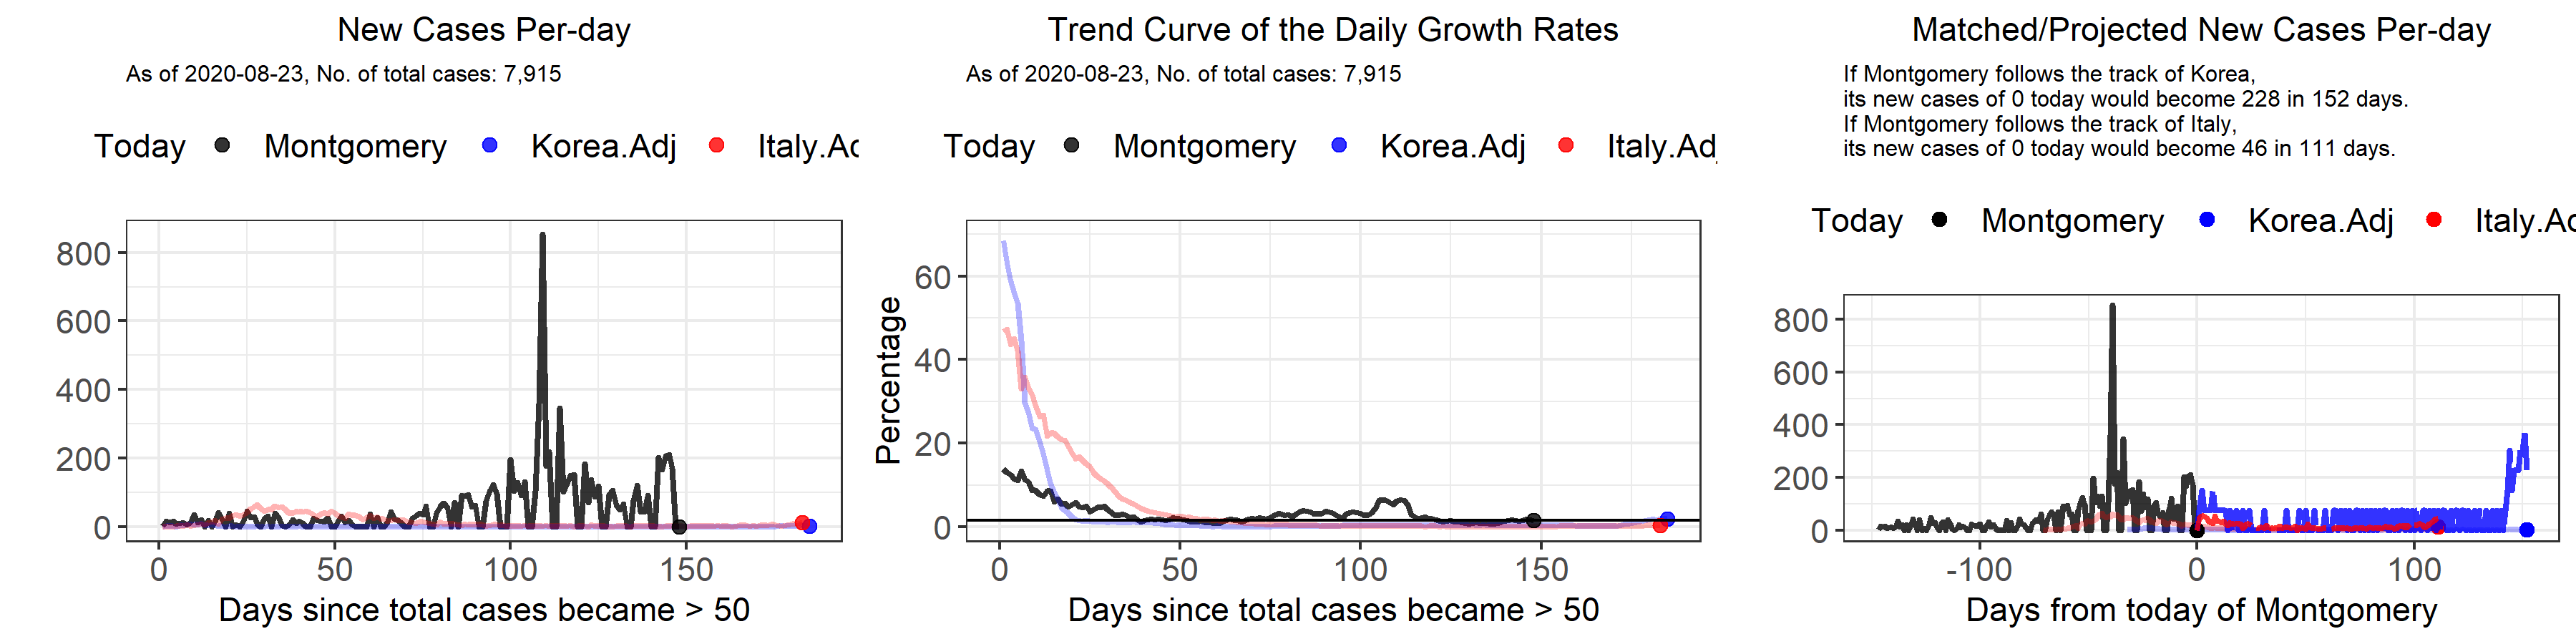 New Cases Per-day
As of 2020-08-23, No. of total cases: 7,915
Today Montgomery Korea.Adj Italy.Ad
800
600
400
200
0
0 50 100 150
Days since total cases became > 50
Trend Curve of the Daily Growth Rates
As of 2020-08-23, No. of total cases: 7,915
Today Montgomery Korea.Adj Italy.Adj
Percentage
60
40
20
0
0 50 100 150
Days since total cases became > 50
Matched/Projected New Cases Per-day
If Montgomery follows the track of Korea,
its new cases of 0 today would become 228 in 152 days.
If Montgomery follows the track of Italy,
its new cases of 0 today would become 46 in 111 days.
Today Montgomery Korea.Adj Italy.Ad
800
600
400
200
0
-100 0 100
Days from today of Montgomery